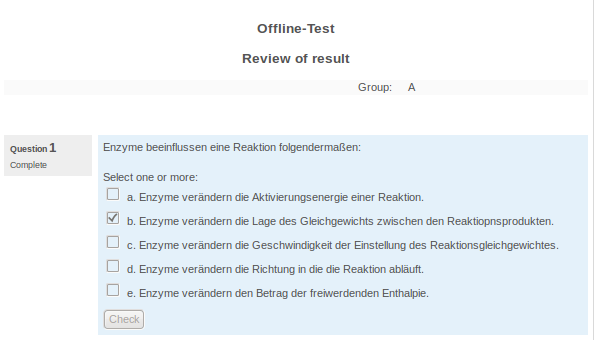 Offline-Test
Review of result
Group: A
Question 1
Complete
Enzyme beeinflussen eine Reaktion folgendermaßen:
Select one or more:
a. Enzyme verändern die Aktivierungsenergie einer Reaktion.
b. Enzyme verändern die Lage des Gleichgewichts zwischen den Reaktiopnsprodukten.
c. Enzyme verändern die Geschwindigkeit der Einstellung des Reaktionsgleichgewichtes.
d. Enzyme verändern die Richtung in die die Reaktion abläuft.
e. Enzyme verändern den Betrag der freiwerdenden Enthalpie.
Check